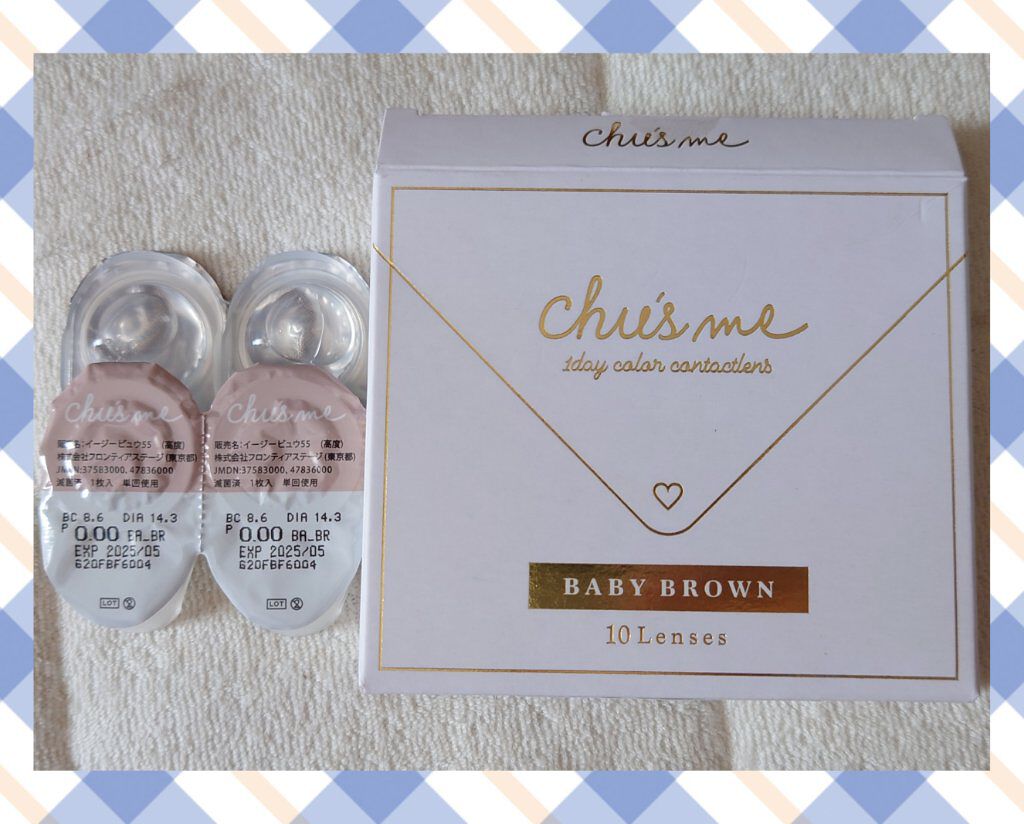 chu's me
chu's me
1day color contactlens
BABY BROWN
10 Lenses
chu's me
販売名:イージービュウ55 (高度)
株式会社フロンティアステージ (東京都)
JMDN:37583000, 47836000
滅菌済 1枚入 単回使用
BC 8.6 DIA 14.3
P 0.00 BA_BR
EXP 2025/05
G20FBF6004
LOT
chu's me
販売名:イージービュウ55 (高度)
株式会社フロンティアステージ (東京都)
JMDN:37583000, 47836000
滅菌済 1枚入 単回使用
BC 8.6 DIA 14.3
P 0.00 BA_BR
EXP 2025/05
G20FBF6004
LOT